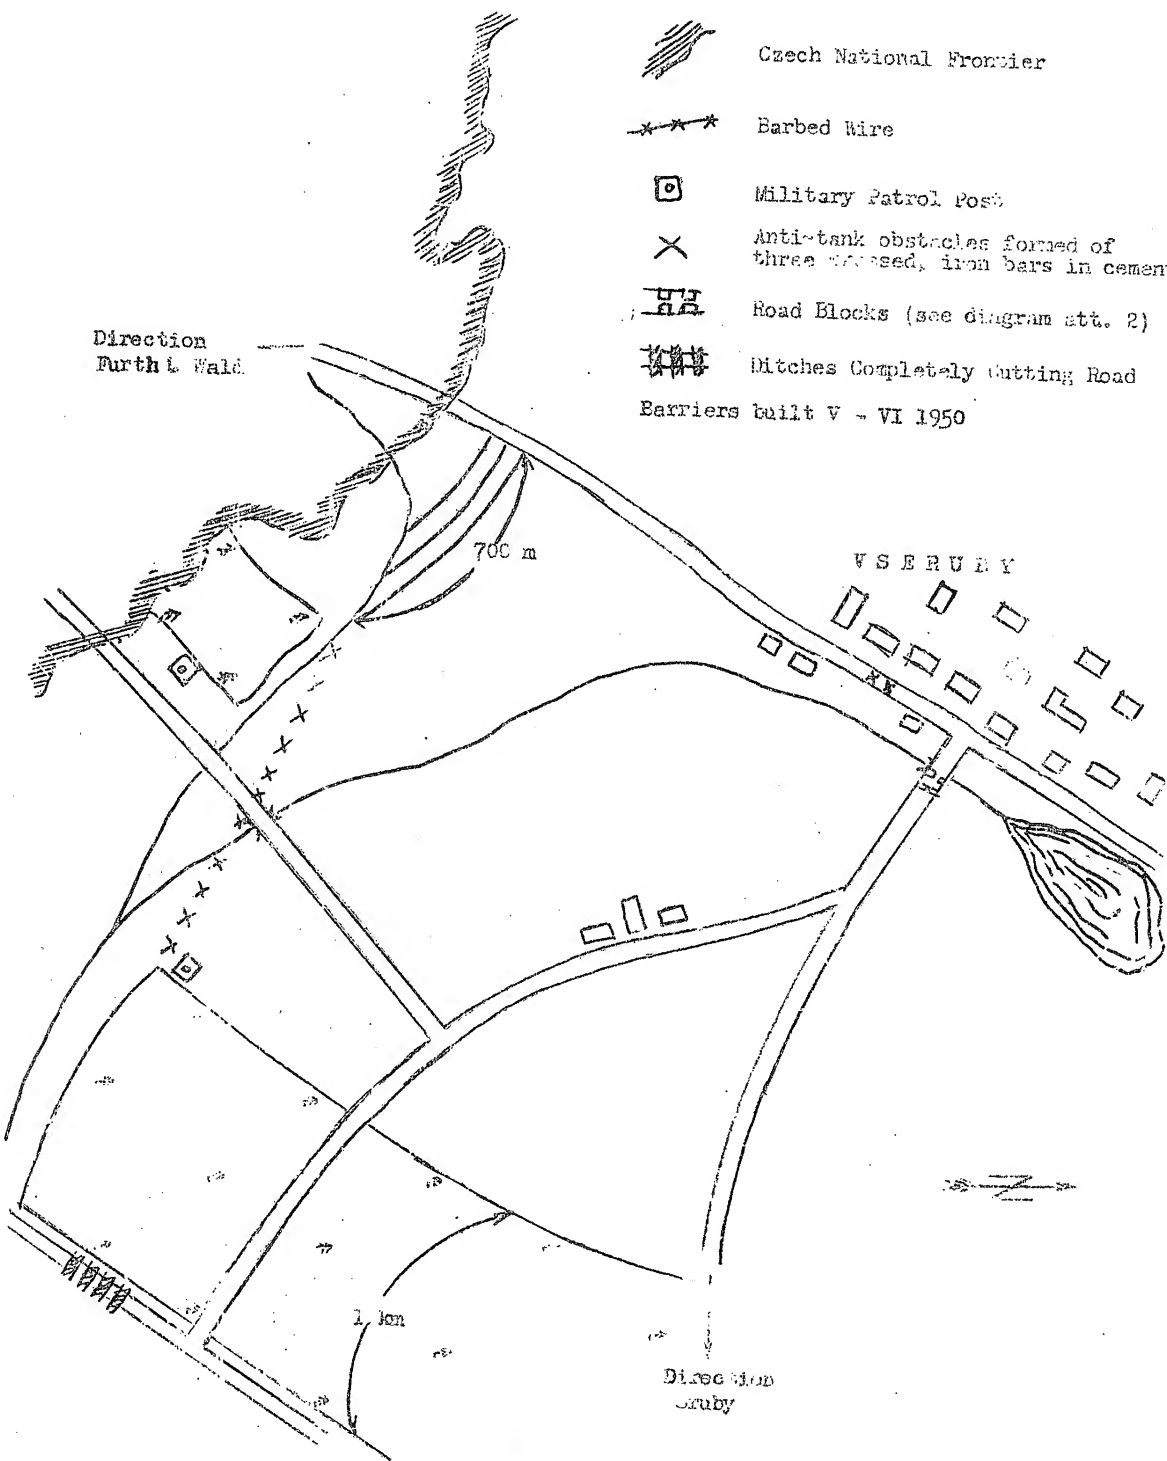 Czech National Frontier
Barbed Wire
Military Patrol Post
Anti-tank obstacles formed of
three crossed, iron bars in cement
Road Blocks (see diagram att. 2)
Ditches Completely Cutting Road
Barriers built V - VI 1950
Direction
Furth i. Wald
700 m
VSERUBY
N
1 km
Direction